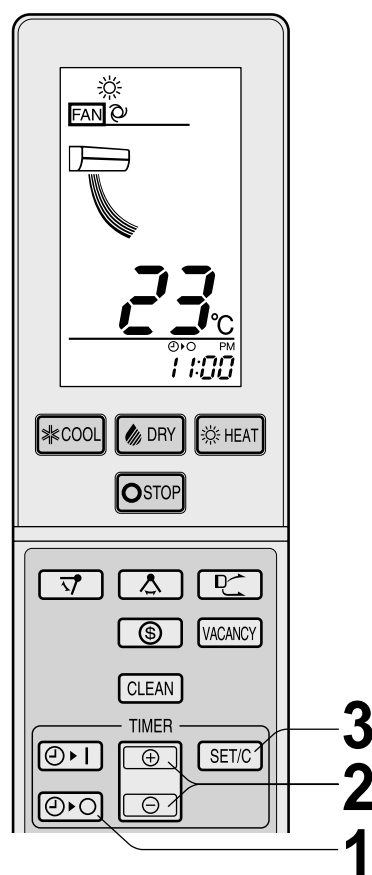 FAN
23°C
PM
11:00
COOL DRY HEAT
STOP
$ VACANCY
CLEAN
TIMER
SET/C
3
2
1